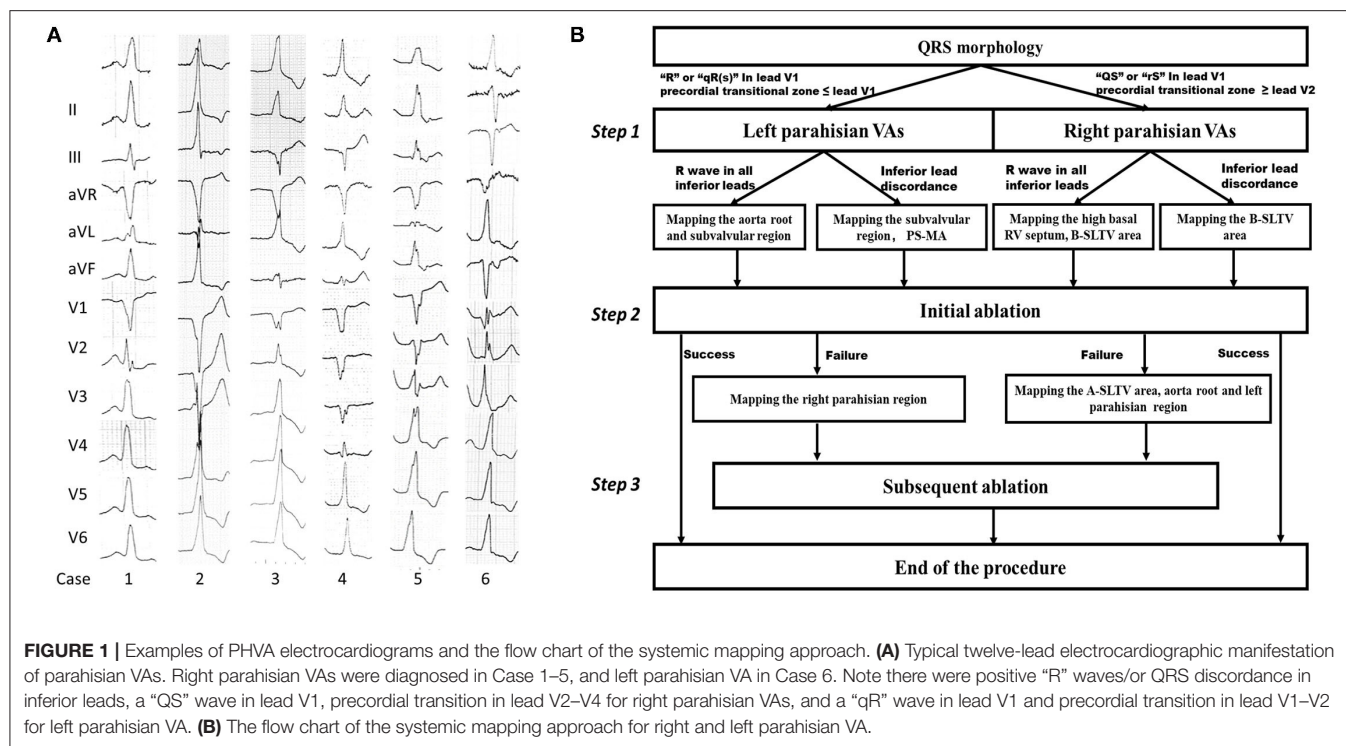 A
II
III
aVR
aVL
aVF
V1
V2
V3
V4
V5
V6
Case 1 2 3 4 5 6
B
QRS morphology
“R” or “qR(s)” In lead V1
precordial transitional zone ≤ lead V1
“QS” or “rS” In lead V1
precordial transitional zone ≥ lead V2
Step 1
Left parahisian VAs
Right parahisian VAs
R wave in all
inferior leads
Inferior lead
discordance
R wave in all
inferior leads
Inferior lead
discordance
Mapping the aorta root
and subvalvular region
Mapping the subvalvular
region, PS-MA
Mapping the high basal
RV septum, B-SLTV area
Mapping the B-SLTV
area
Step 2
Initial ablation
Success
Failure
Failure
Success
Mapping the right parahisian region
Mapping the A-SLTV area, aorta root and left
parahisian region
Step 3
Subsequent ablation
End of the procedure
FIGURE 1 | Examples of PHVA electrocardiograms and the flow chart of the systemic mapping approach. (A) Typical twelve-lead electrocardiographic manifestation
of parahisian VAs. Right parahisian VAs were diagnosed in Case 1–5, and left parahisian VA in Case 6. Note there were positive “R” waves/or QRS discordance in
inferior leads, a “QS” wave in lead V1, precordial transition in lead V2–V4 for right parahisian VAs, and a “qR” wave in lead V1 and precordial transition in lead V1–V2
for left parahisian VA. (B) The flow chart of the systemic mapping approach for right and left parahisian VA.